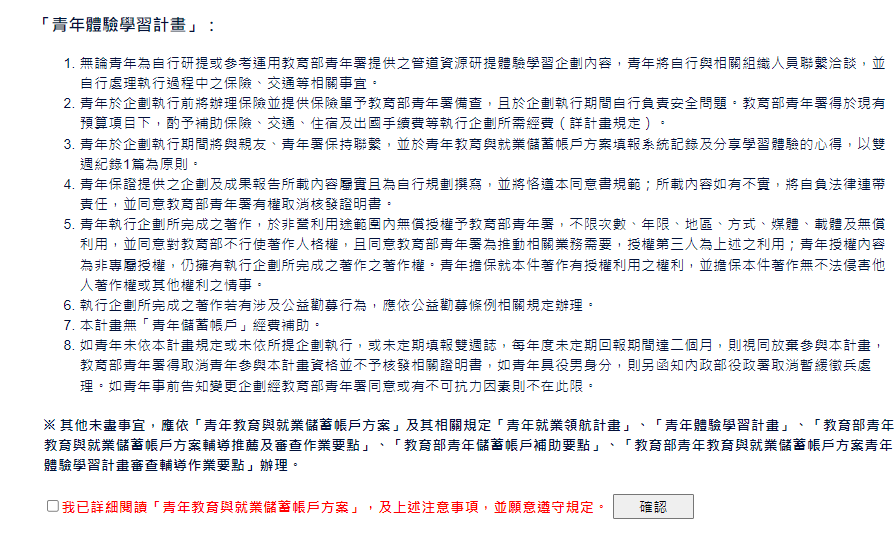 「青年體驗學習計畫」：
1. 無論青年為自行研提或參考運用教育部青年署提供之管道資源研提體驗學習企劃內容，青年將自行與相關組織人員聯繫洽談，並
自行處理執行過程中之保險、交通等相關事宜。
2. 青年於企劃執行前將辦理保險並提供保險單予教育部青年署備查，且於企劃執行期間自行負責安全問題。教育部青年署得於現有
預算項目下，酌予補助保險、交通、住宿及出國手續費等執行企劃所需經費（詳計畫規定）。
3. 青年於企劃執行期間將與親友、青年署保持聯繫，並於青年教育與就業儲蓄帳戶方案填報系統記錄及分享學習體驗的心得，以雙
週紀錄1篇為原則。
4. 青年保證提供之企劃及成果報告所載內容屬實且為自行規劃撰寫，並將恪遵本同意書規範；所載內容如有不實，將自負法律連帶
責任，並同意教育部青年署有權取消核發證明書。
5. 青年執行企劃所完成之著作，於非營利用途範圍內無償授權予教育部青年署，不限次數、年限、地區、方式、媒體、載體及無償
利用，並同意對教育部不行使著作人格權，且同意教育部青年署為推動相關業務需要，授權第三人為上述之利用；青年授權內容
為非專屬授權，仍擁有執行企劃所完成之著作之著作權。青年擔保就本件著作有授權利用之權利，並擔保本件著作無不法侵害他
人著作權或其他權利之情事。
6. 執行企劃所完成之著作若有涉及公益勸募行為，應依公益勸募條例相關規定辦理。
7. 本計畫無「青年儲蓄帳戶」經費補助。
8. 如青年未依本計畫規定或未依所提企劃執行，或未定期填報雙週誌，每年度未定期回報期間達二個月，則視同放棄參與本計畫，
教育部青年署得取消青年參與本計畫資格並不予核發相關證明書，如青年具役男身分，則另函知內政部役政署取消暫緩徵兵處
理。如青年事前告知變更企劃經教育部青年署同意或有不可抗力因素則不在此限。
※ 其他未盡事宜，應依「青年教育與就業儲蓄帳戶方案」及其相關規定「青年就業領航計畫」、「青年體驗學習計畫」、「教育部青年
教育與就業儲蓄帳戶方案輔導推薦及審查作業要點」、「教育部青年儲蓄帳戶補助要點」、「教育部青年教育與就業儲蓄帳戶方案青年
體驗學習計畫審查輔導作業要點」辦理。
我已詳細閱讀「青年教育與就業儲蓄帳戶方案」，及上述注意事項，並願意遵守規定。 確認